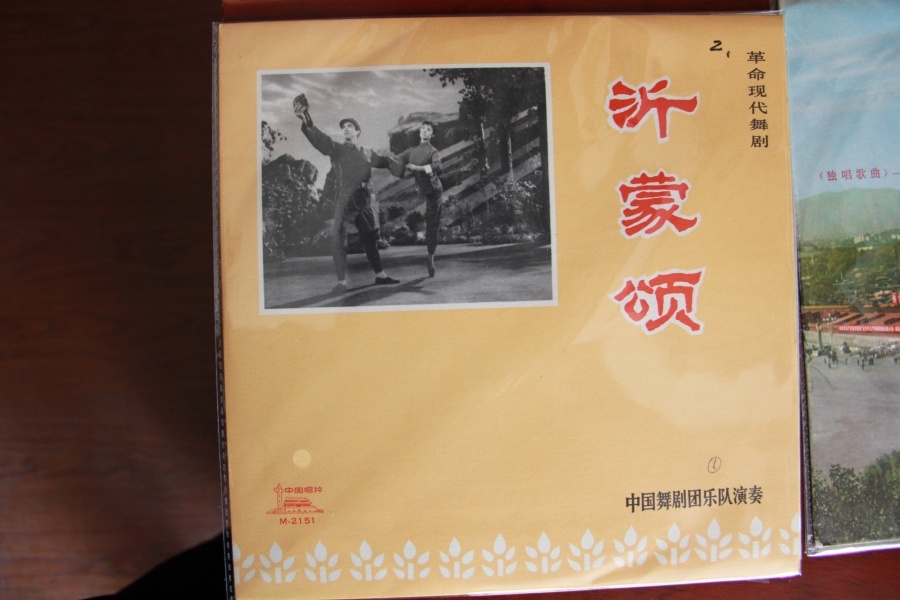 革命现代舞剧
沂蒙颂
2,
中国舞剧团乐队演奏
中国唱片
M-2151
(独唱歌曲)